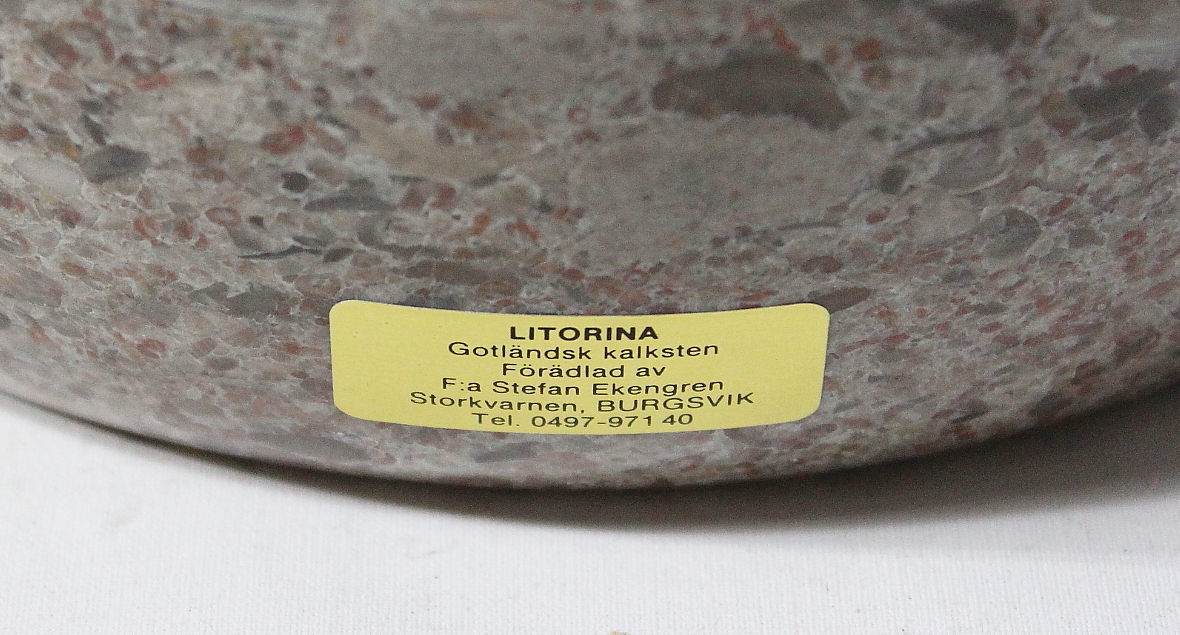 LITORINA
Gotländsk kalksten
Förädlad av
F:a Stefan Ekengren
Storkvarnen, BURGSVIK
Tel. 0497-971 40